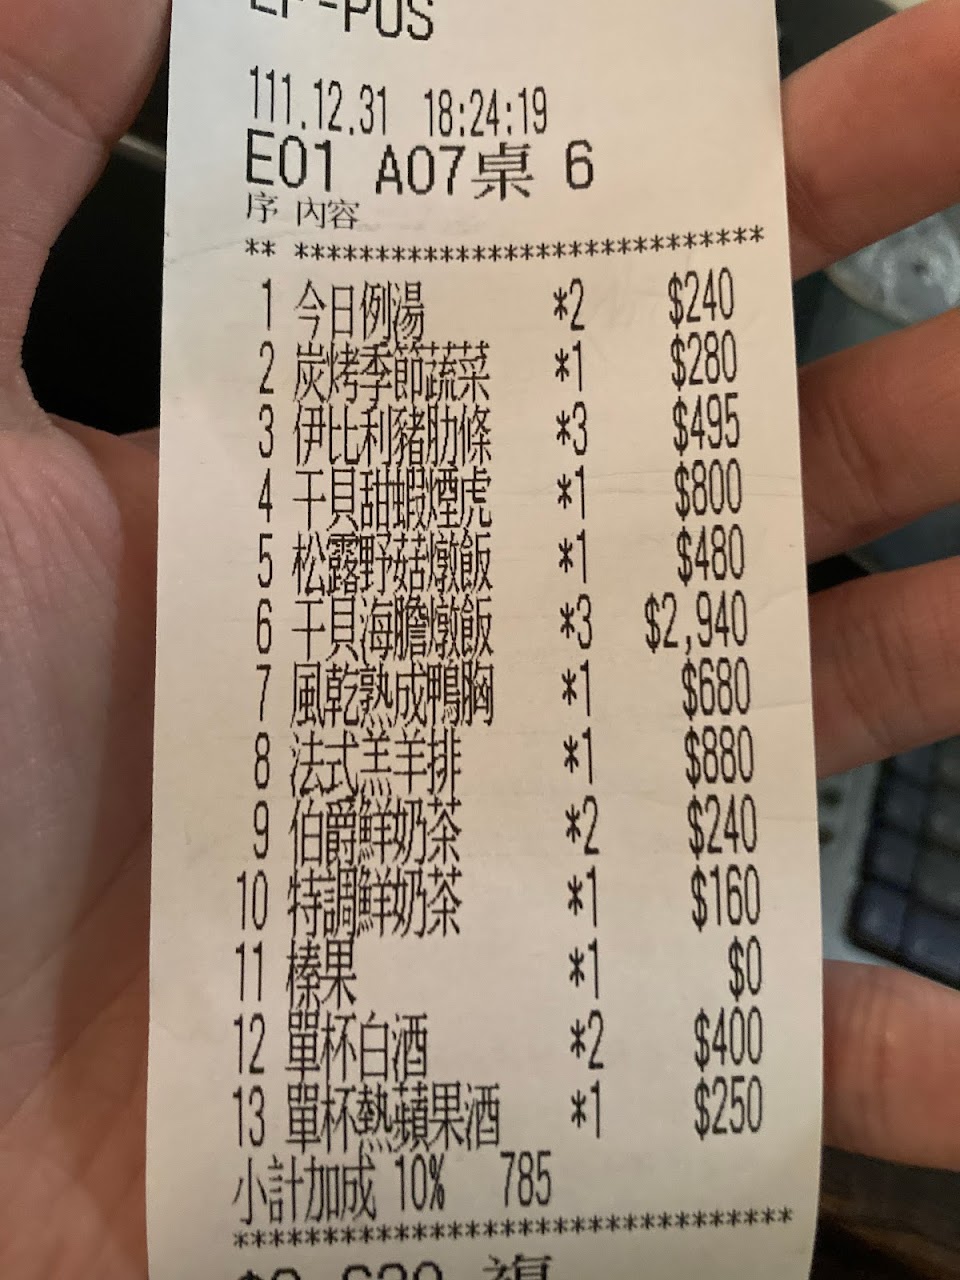 EP-POS
111.12.31 18:24:19
E01 A07桌 6
序 內容
** *****************************
1 今日例湯 *2 $240
2 炭烤季節蔬菜 *1 $280
3 伊比利豬肋條 *3 $495
4 干貝甜蝦煙虎 *1 $800
5 松露野菇燉飯 *1 $480
6 干貝海膽燉飯 *3 $2,940
7 風乾熟成鴨胸 *1 $680
8 法式羔羊排 *1 $880
9 伯爵鮮奶茶 *2 $240
10 特調鮮奶茶 *1 $160
11 榛果 *1 $0
12 單杯白酒 *2 $400
13 單杯熱蘋果酒 *1 $250
小計加成 10% 785
**********************************